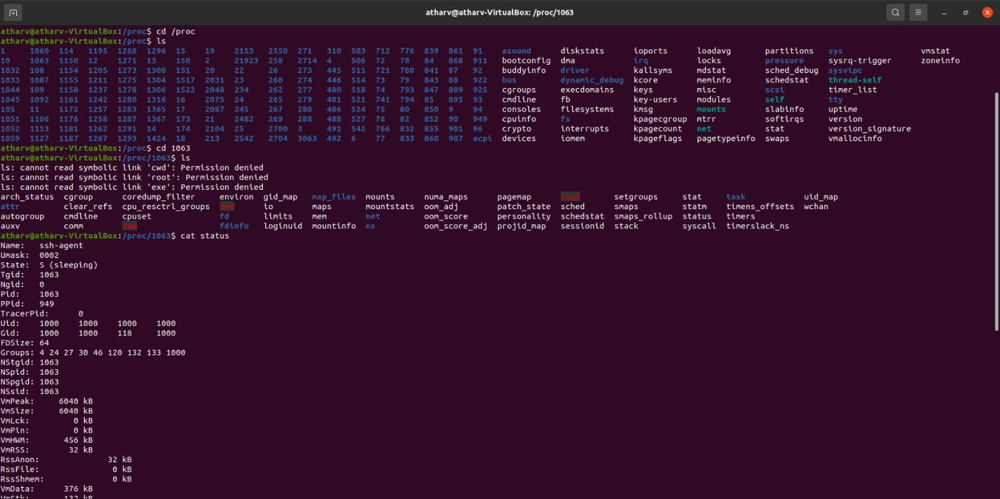 atharv@atharv-VirtualBox: /proc/1063
atharv@atharv-VirtualBox:/proc$ cd /proc
atharv@atharv-VirtualBox:/proc$ ls
1 1060 114 1195 1268 1296 15 19 2153 2550 271 310 503 712 776 839 861 91 asound diskstats ioports loadavg partitions sys vmstat
10 1063 1150 12 1271 13 150 2 21923 258 2714 4 506 72 78 84 868 911 bootconfig dma irq locks pressure sysrq-trigger zoneinfo
1032 108 1154 1205 1273 1300 151 20 22 26 273 445 511 721 788 841 87 92 buddyinfo driver kallsyms mdstat sched_debug sysvipc
1033 1087 1155 1211 1275 1304 1517 2031 23 260 274 446 514 73 79 843 88 922 bus dynamic_debug kcore meminfo schedstat thread-self
1044 109 1158 1237 1278 1306 1522 2048 234 262 277 480 518 74 793 847 889 925 cgroups execdomains keys misc scsi timer_list
1045 1092 1161 1242 1280 1316 16 2075 24 265 279 481 521 741 794 85 895 93 cmdline fb key-users modules self tty
105 11 1172 1257 1283 1365 17 2087 245 267 280 486 524 75 80 850 9 94 consoles filesystems kmsg mounts slabinfo uptime
1051 1106 1176 1258 1287 1367 173 21 2482 269 288 488 527 76 82 852 90 949 cpuinfo fs kpagecgroup mtrr softirqs version
1052 1113 1181 1262 1291 14 174 2104 25 2700 3 491 542 766 832 855 901 96 crypto interrupts kpagecount net stat version_signature
1059 1127 1187 1267 1293 1424 18 213 2542 2704 3063 492 6 77 833 860 907 acpi devices iomem kpageflags pagetypeinfo swaps vmallocinfo
atharv@atharv-VirtualBox:/proc$ cd 1063
atharv@atharv-VirtualBox:/proc/1063$ ls
ls: cannot read symbolic link 'cwd': Permission denied
ls: cannot read symbolic link 'root': Permission denied
ls: cannot read symbolic link 'exe': Permission denied
arch_status cgroup coredump_filter environ gid_map map_files mounts numa_maps pagemap root setgroups stat task uid_map
attr clear_refs cpu_resctrl_groups exe io maps mountstats oom_adj patch_state sched smaps statm timens_offsets wchan
autogroup cmdline cpuset fd limits mem net oom_score personality schedstat smaps_rollup status timers
auxv comm cwd fdinfo loginuid mountinfo ns oom_score_adj projid_map sessionid stack syscall timerslack_ns
atharv@atharv-VirtualBox:/proc/1063$ cat status
Name: ssh-agent
Umask: 0002
State: S (sleeping)
Tgid: 1063
Ngid: 0
Pid: 1063
PPid: 949
TracerPid: 0
Uid: 1000 1000 1000 1000
Gid: 1000 1000 118 1000
FDSize: 64
Groups: 4 24 27 30 46 120 132 133 1000
NStgid: 1063
NSpid: 1063
NSpgid: 1063
NSsid: 1063
VmPeak: 6040 kB
VmSize: 6040 kB
VmLck: 0 kB
VmPin: 0 kB
VmHWM: 456 kB
VmRSS: 32 kB
RssAnon: 32 kB
RssFile: 0 kB
RssShmem: 0 kB
VmData: 376 kB
VmStk: 132 kB